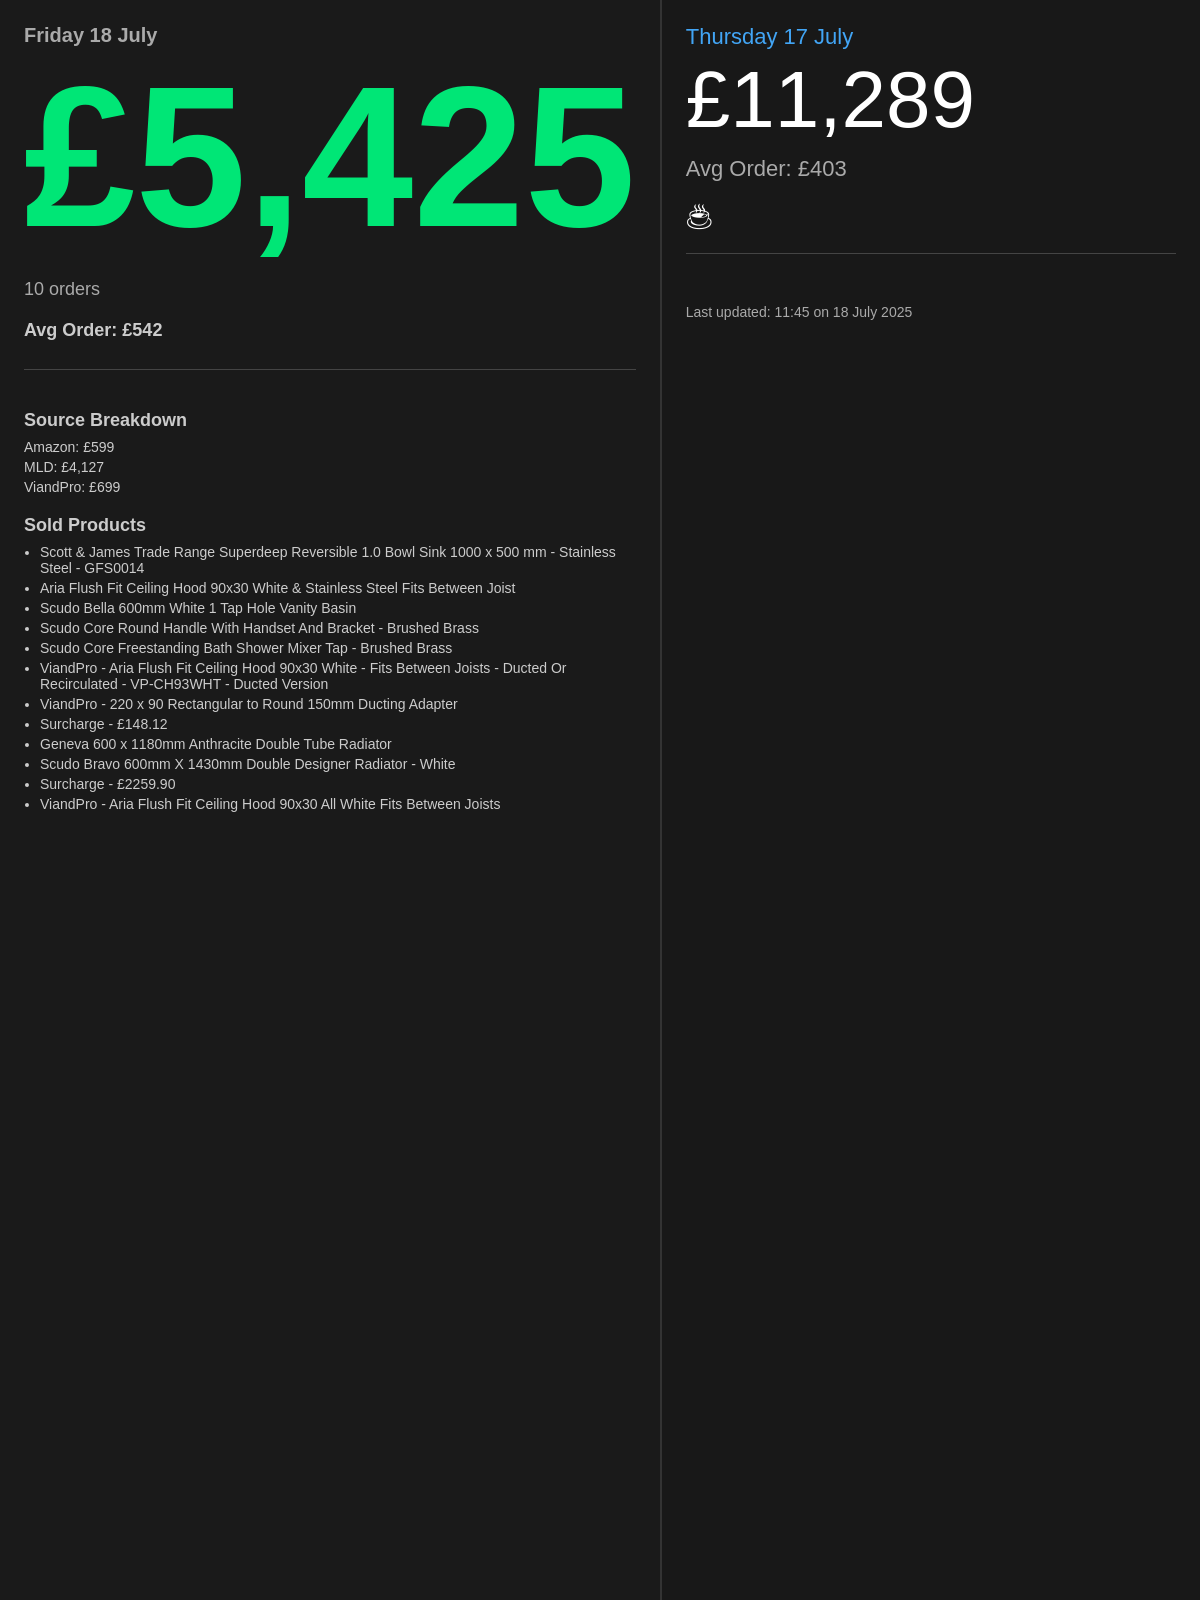 Friday 18 July
£5,425
10 orders
Avg Order: £542
Source Breakdown
Amazon: £599
MLD: £4,127
ViandPro: £699
Sold Products
• Scott & James Trade Range Superdeep Reversible 1.0 Bowl Sink 1000 x 500 mm - Stainless
Steel - GFS0014
• Aria Flush Fit Ceiling Hood 90x30 White & Stainless Steel Fits Between Joist
• Scudo Bella 600mm White 1 Tap Hole Vanity Basin
• Scudo Core Round Handle With Handset And Bracket - Brushed Brass
• Scudo Core Freestanding Bath Shower Mixer Tap - Brushed Brass
• ViandPro - Aria Flush Fit Ceiling Hood 90x30 White - Fits Between Joists - Ducted Or
Recirculated - VP-CH93WHT - Ducted Version
• ViandPro - 220 x 90 Rectangular to Round 150mm Ducting Adapter
• Surcharge - £148.12
• Geneva 600 x 1180mm Anthracite Double Tube Radiator
• Scudo Bravo 600mm X 1430mm Double Designer Radiator - White
• Surcharge - £2259.90
• ViandPro - Aria Flush Fit Ceiling Hood 90x30 All White Fits Between Joists
Thursday 17 July
£11,289
Avg Order: £403
☕
Last updated: 11:45 on 18 July 2025